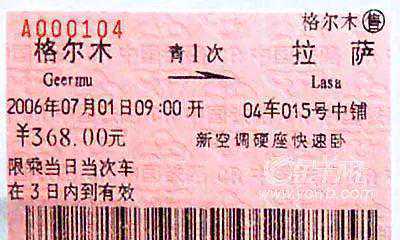 A000104
格尔木 售
格尔木 青1次 拉萨
Geermu Lasa
2006年07月01日09:00开 04车015号中铺
¥368.00元 新空调硬座快速卧
限乘当日当次车
在3日内到有效